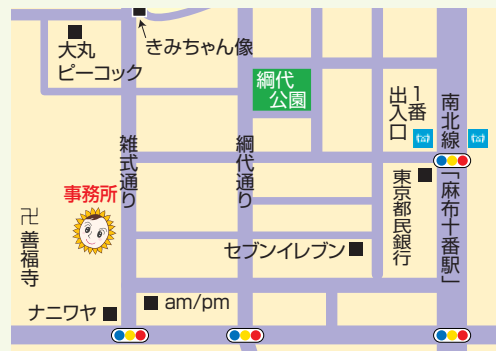 大丸
ピーコック
きみちゃん像
綱代
公園
1番
出入口
南北線「麻布十番駅」
雑式通り
綱代通り
事務所
卍善福寺
東京都民銀行
セブンイレブン
am/pm
ナニワヤ